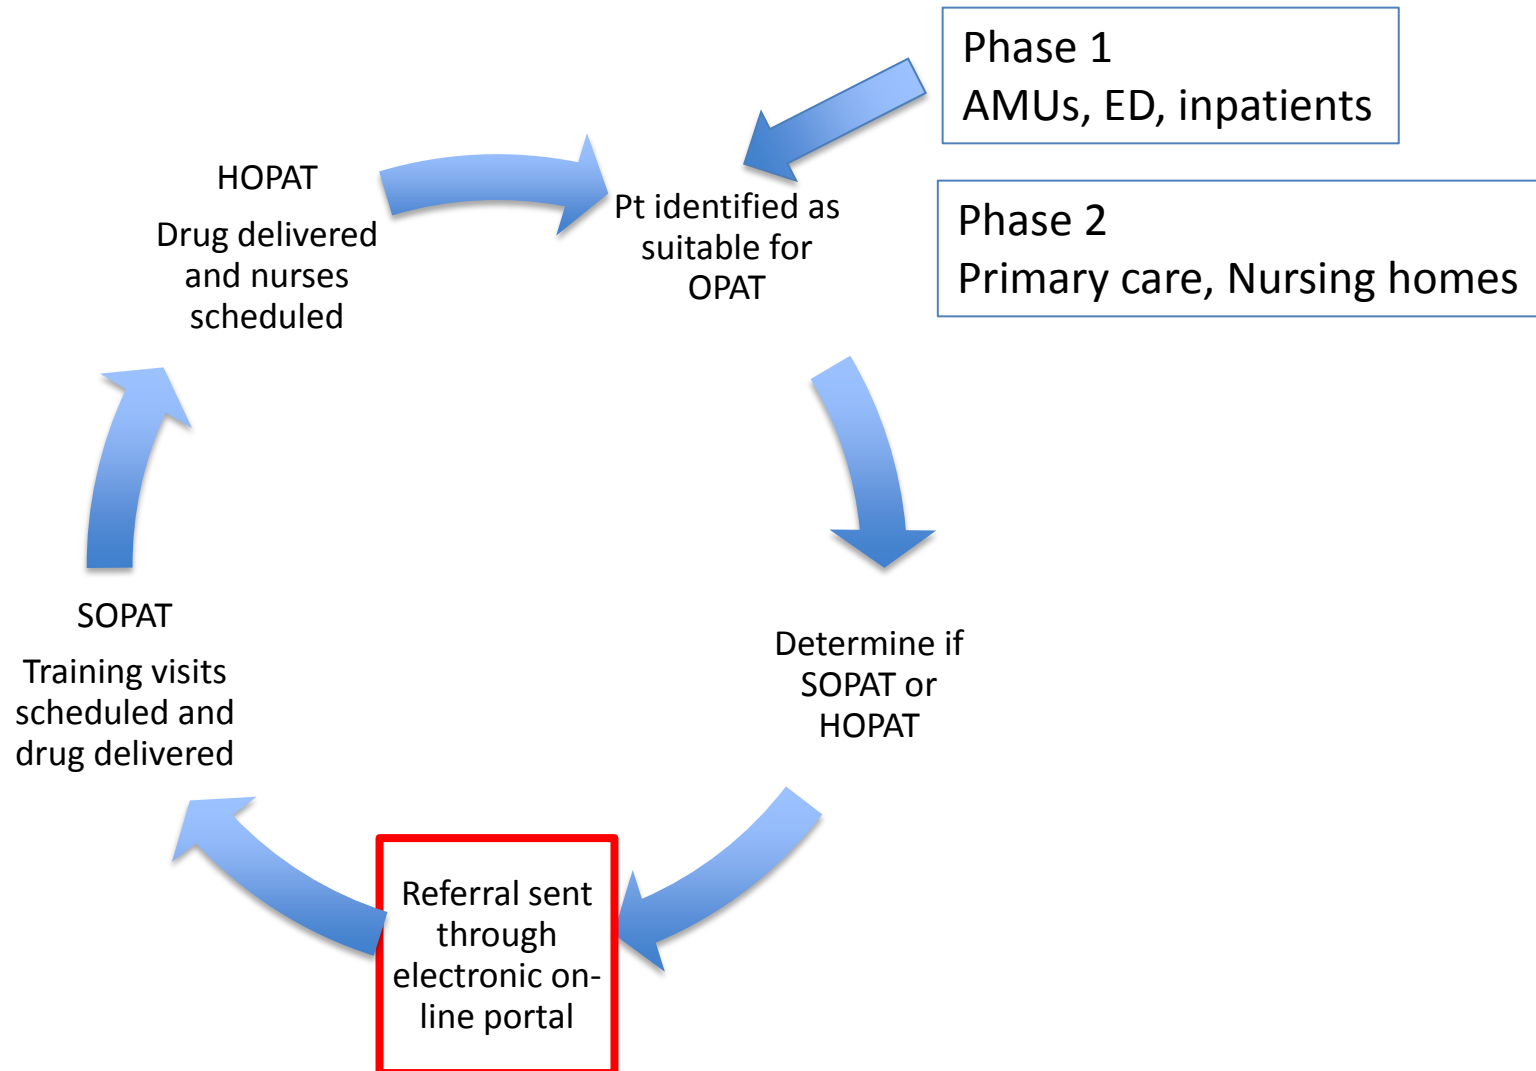 Phase 1
AMUs, ED, inpatients
Phase 2
Primary care, Nursing homes
Pt identified as
suitable for
OPAT
Determine if
SOPAT or
HOPAT
Referral sent
through
electronic on-
line portal
SOPAT
Training visits
scheduled and
drug delivered
HOPAT
Drug delivered
and nurses
scheduled